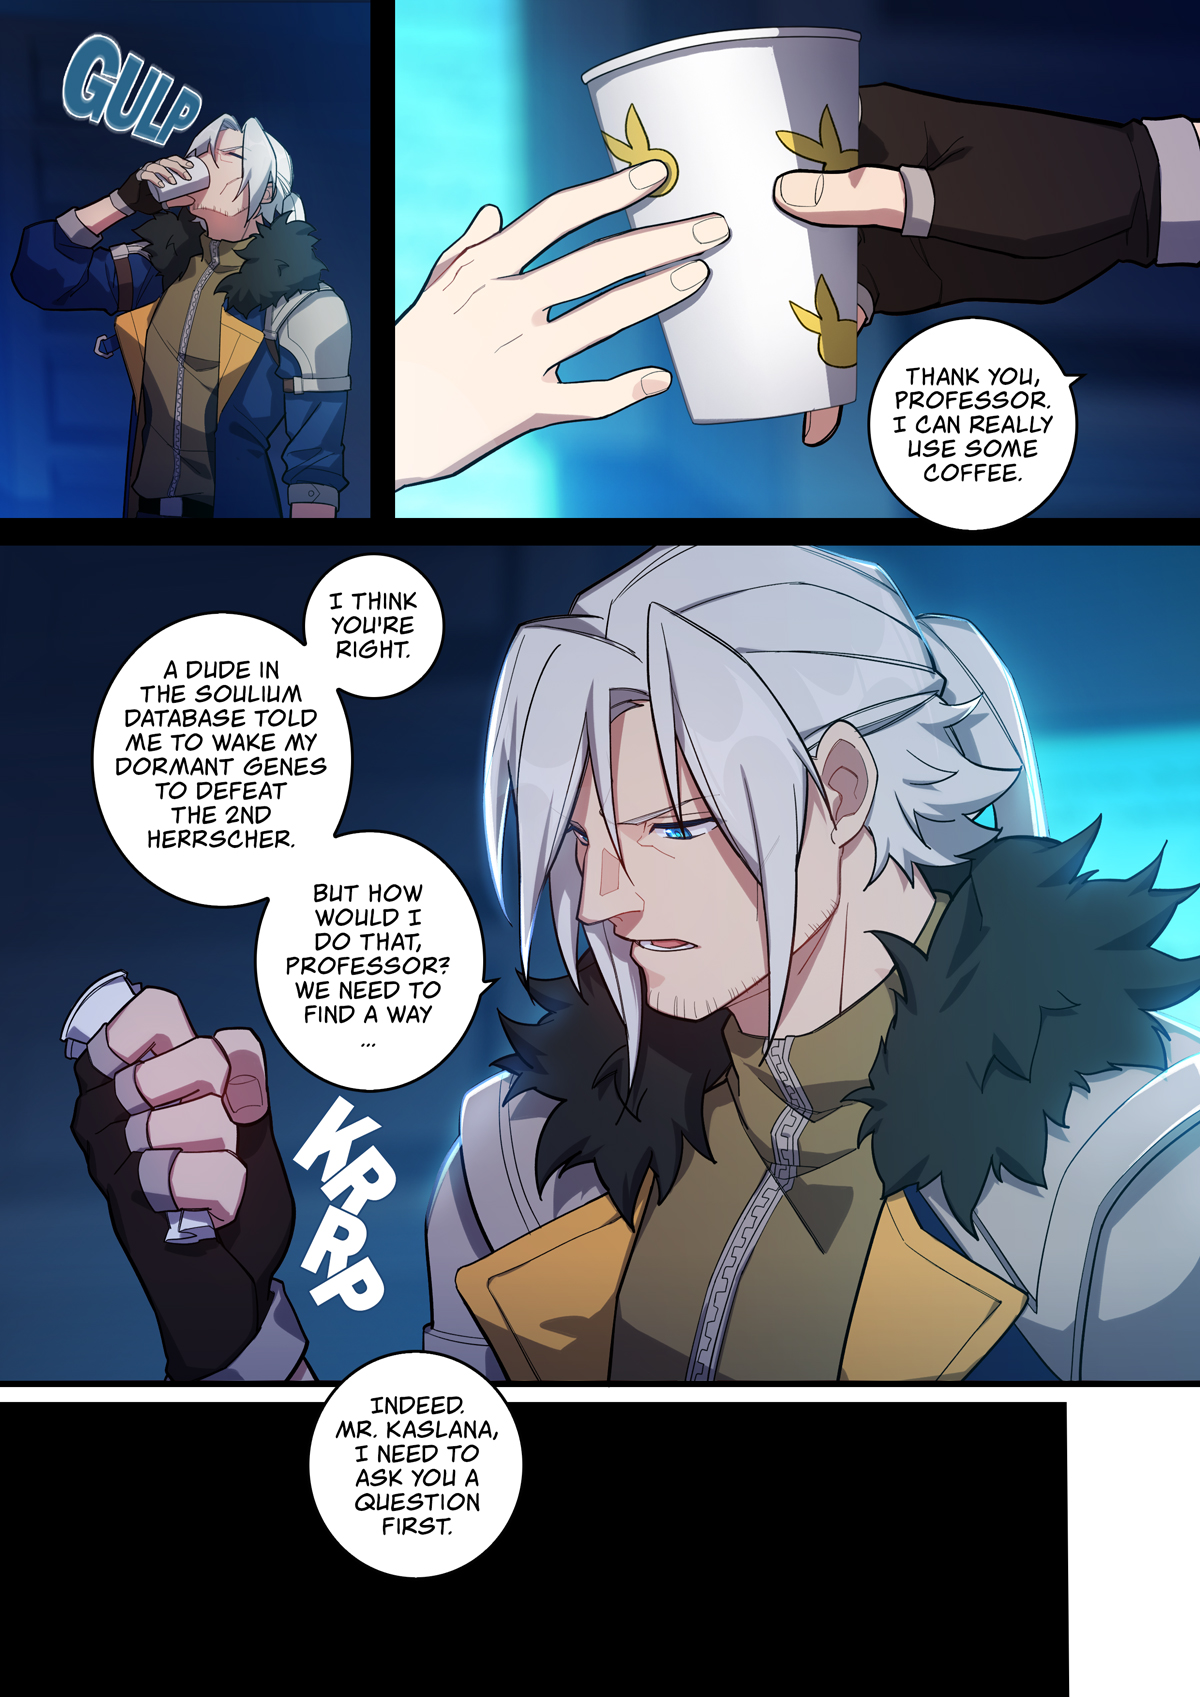 THANK YOU,
PROFESSOR.
I CAN REALLY
USE SOME
COFFEE.
GULP
I THINK
YOU'RE
RIGHT.
A DUDE IN
THE SOULIUM
DATABASE TOLD
ME TO WAKE MY
DORMANT GENES
TO DEFEAT
THE 2ND
HERRSCHER.
BUT HOW
WOULD I
DO THAT,
PROFESSOR?
WE NEED TO
FIND A WAY
...
KRRP
INDEED.
MR. KASLANA,
I NEED TO
ASK YOU A
QUESTION
FIRST.